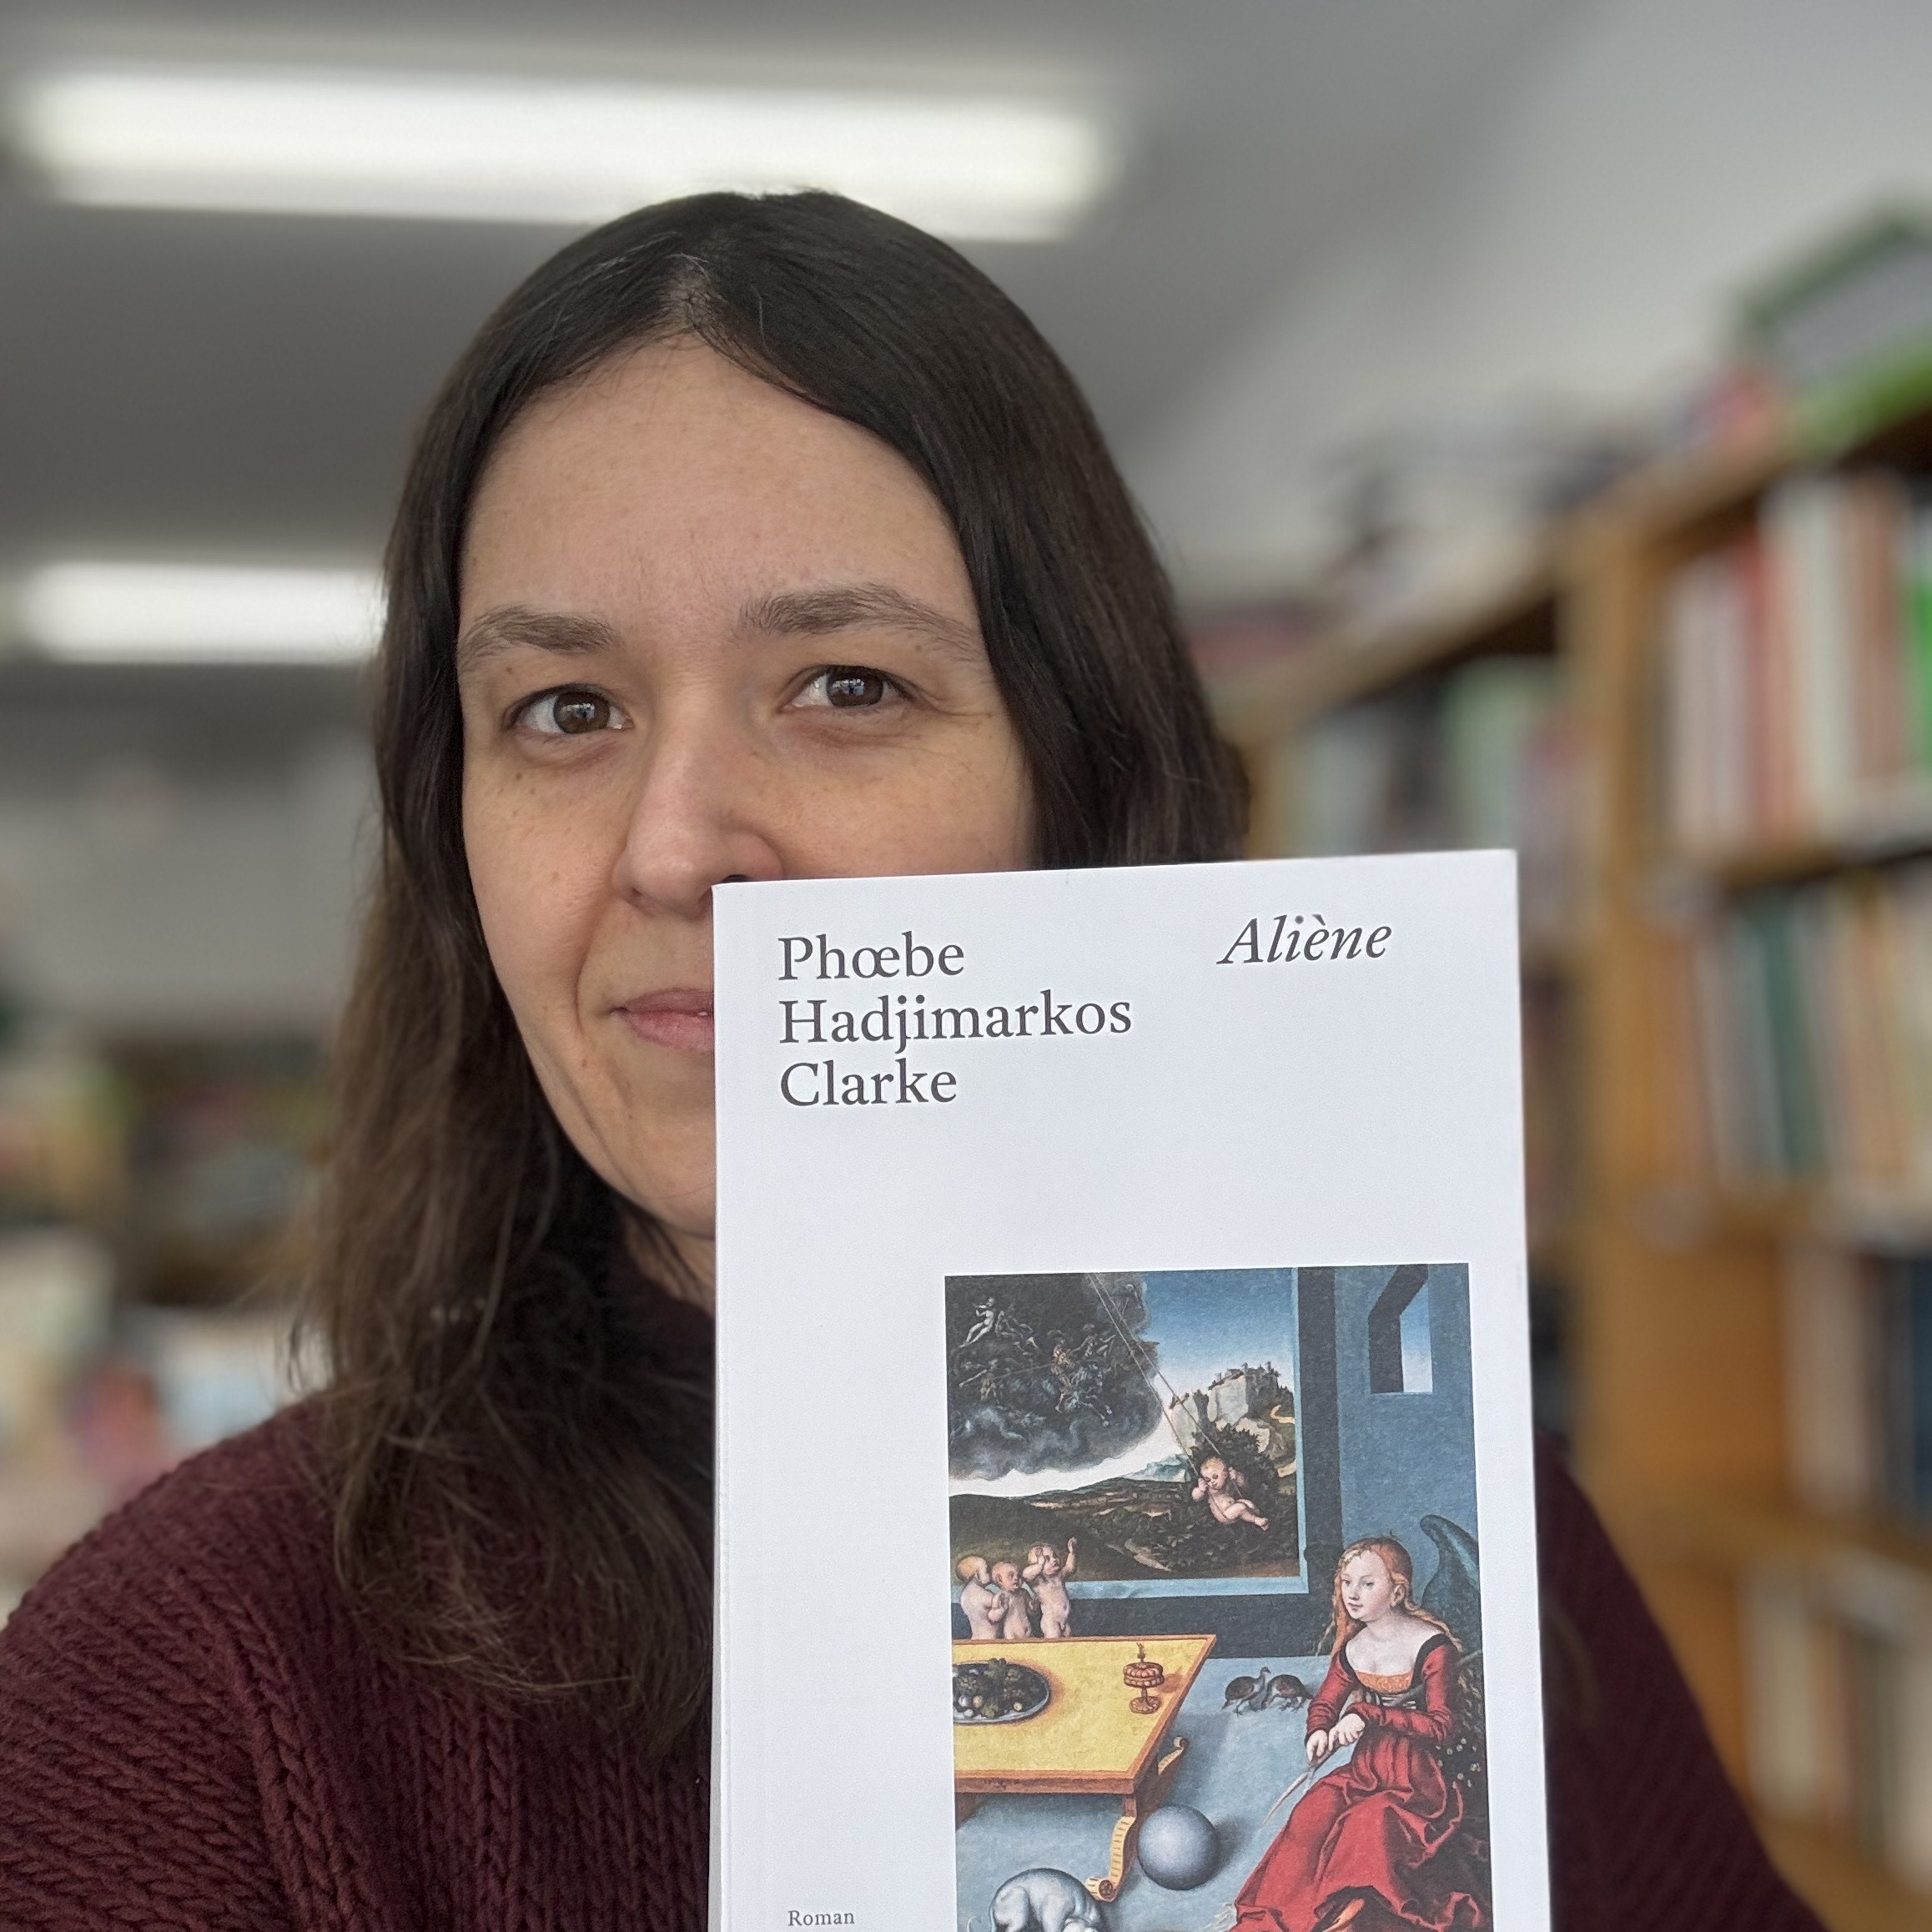 Phœbe
Hadjimarkos
Clarke
Aliène
Roman